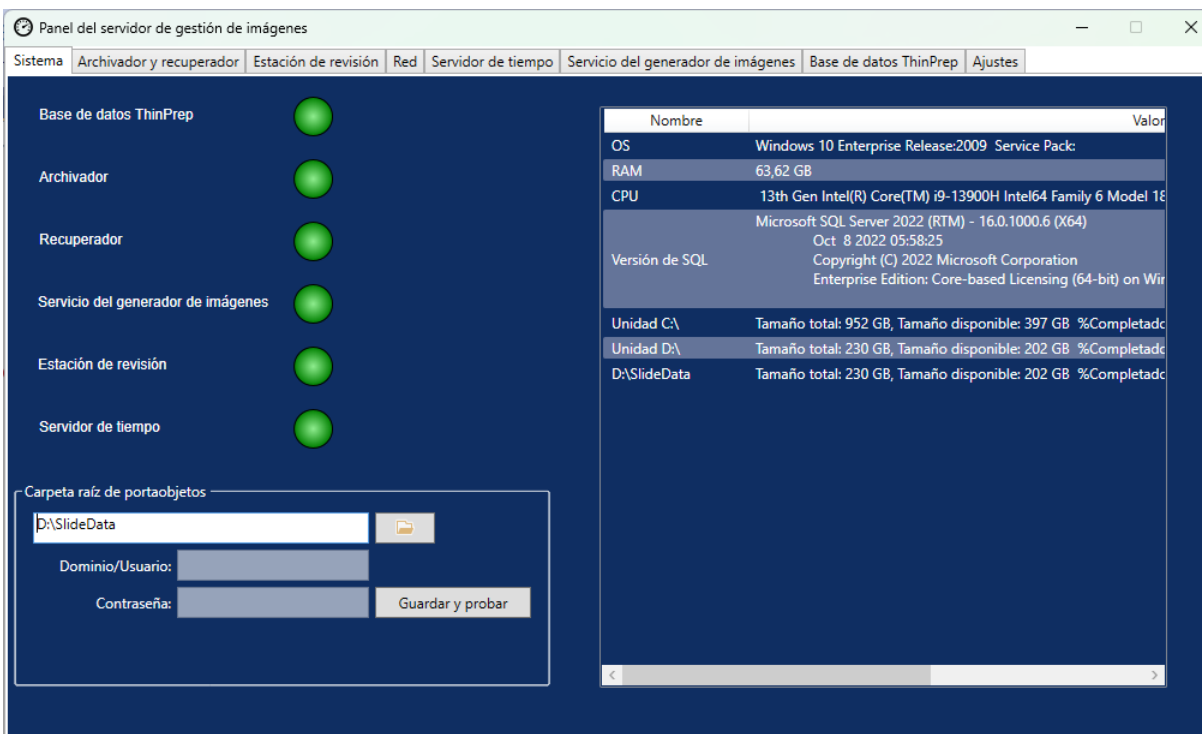 Panel del servidor de gestión de imágenes
Sistema Archivador y recuperador Estación de revisión Red Servidor de tiempo Servicio del generador de imágenes Base de datos ThinPrep Ajustes
Base de datos ThinPrep
Archivador
Recuperador
Servicio del generador de imágenes
Estación de revisión
Servidor de tiempo
Carpeta raíz de portaobjetos
D:\SlideData
Dominio/Usuario:
Contraseña:
Guardar y probar
Nombre Valor
OS Windows 10 Enterprise Release:2009 Service Pack:
RAM 63,62 GB
CPU 13th Gen Intel(R) Core(TM) i9-13900H Intel64 Family 6 Model 18
Microsoft SQL Server 2022 (RTM) - 16.0.1000.6 (X64)
Oct 8 2022 05:58:25
Versión de SQL Copyright (C) 2022 Microsoft Corporation
Enterprise Edition: Core-based Licensing (64-bit) on Wir
Unidad C:\ Tamaño total: 952 GB, Tamaño disponible: 397 GB %Completado
Unidad D:\ Tamaño total: 230 GB, Tamaño disponible: 202 GB %Completado
D:\SlideData Tamaño total: 230 GB, Tamaño disponible: 202 GB %Completado